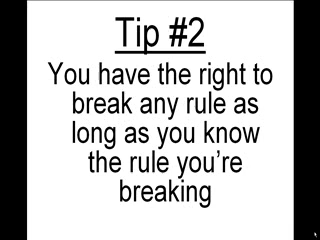 Tip #2
You have the right to
break any rule as
long as you know
the rule you're
breaking